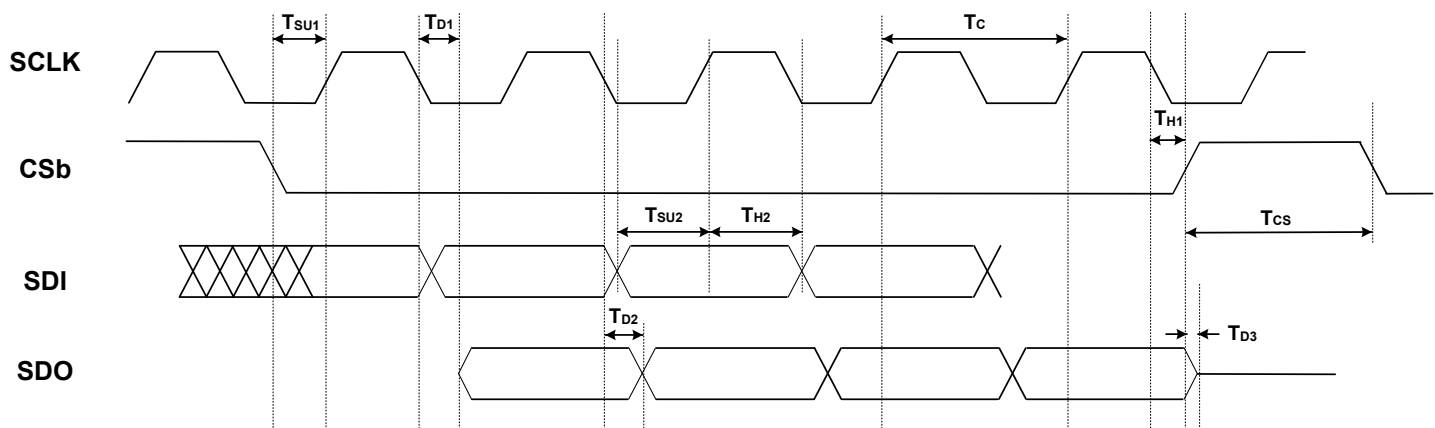 TSU1
TD1
TC
SCLK
TH1
CSb
TSU2
TH2
TCS
SDI
TD2
TD3
SDO